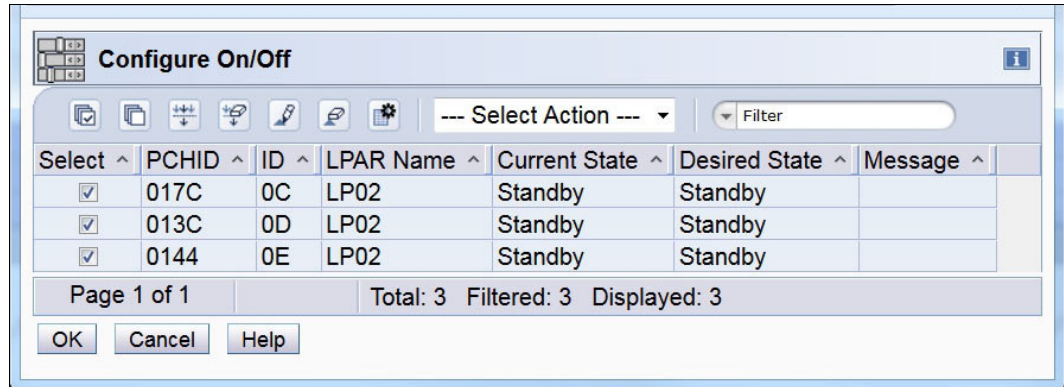 Configure On/Off
--- Select Action --- Filter
Select PCHID ID LPAR Name Current State Desired State Message
017C 0C LP02 Standby Standby
013C 0D LP02 Standby Standby
0144 0E LP02 Standby Standby
Page 1 of 1 Total: 3 Filtered: 3 Displayed: 3
OK Cancel Help